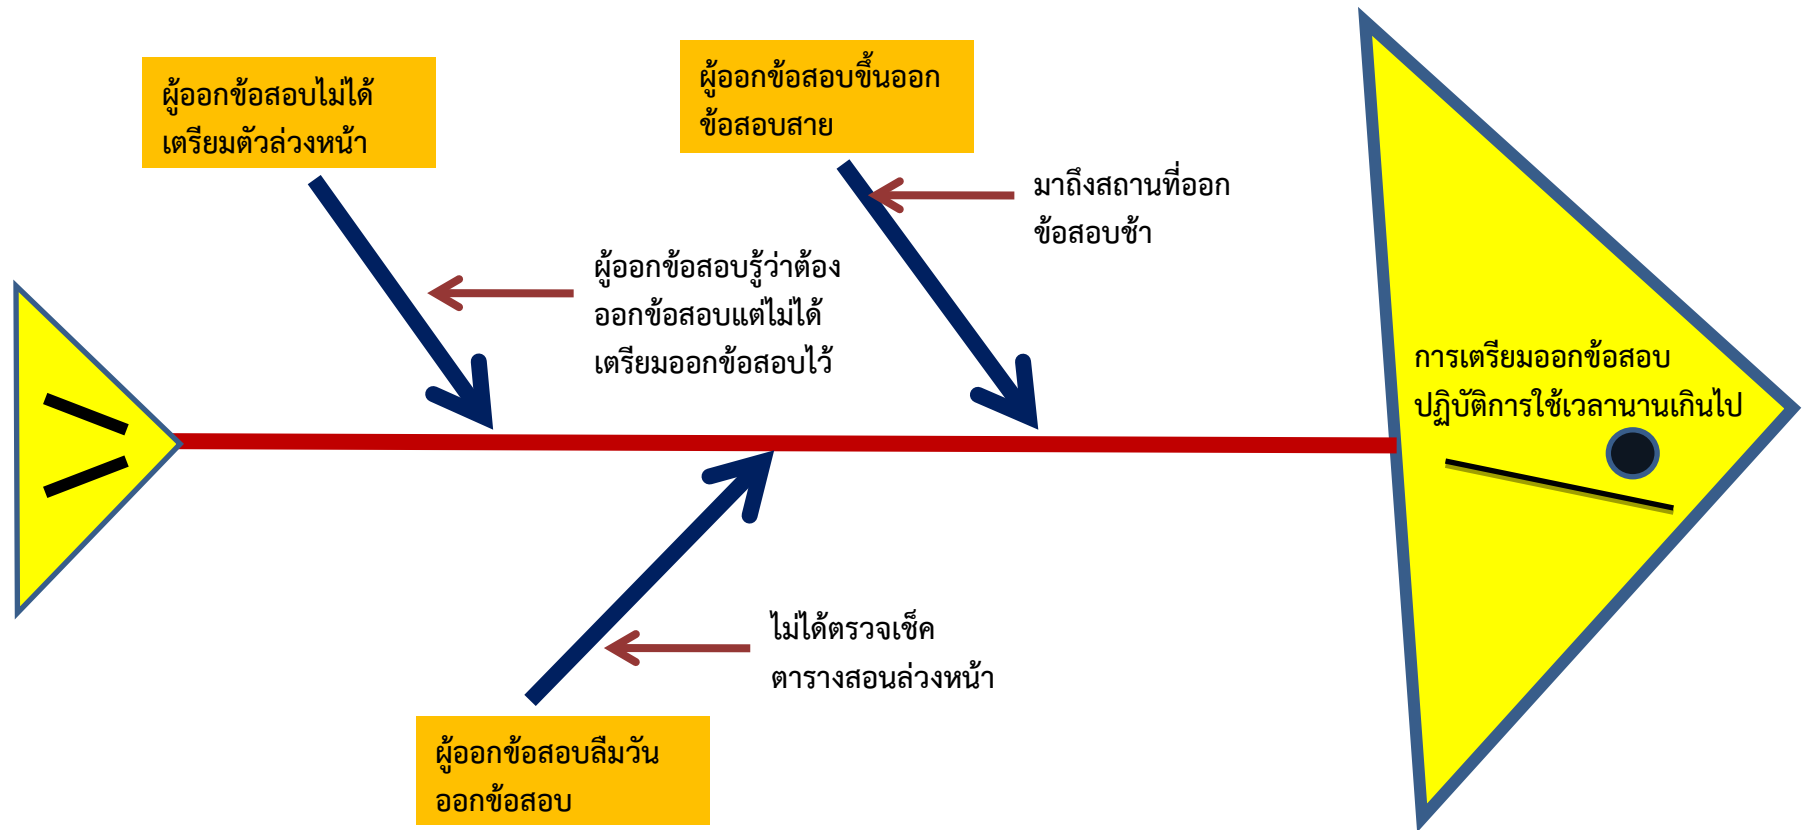 ผู้ออกข้อสอบไม่ได้
เตรียมตัวล่วงหน้า
ผู้ออกข้อสอบขึ้นออก
ข้อสอบสาย
มาถึงสถานที่ออก
ข้อสอบช้า
ผู้ออกข้อสอบรู้ว่าต้อง
ออกข้อสอบแต่ไม่ได้
เตรียมออกข้อสอบไว้
การเตรียมออกข้อสอบ
ปฏิบัติการใช้เวลานานเกินไป
ไม่ได้ตรวจเช็ค
ตารางสอนล่วงหน้า
ผู้ออกข้อสอบลืมวัน
ออกข้อสอบ